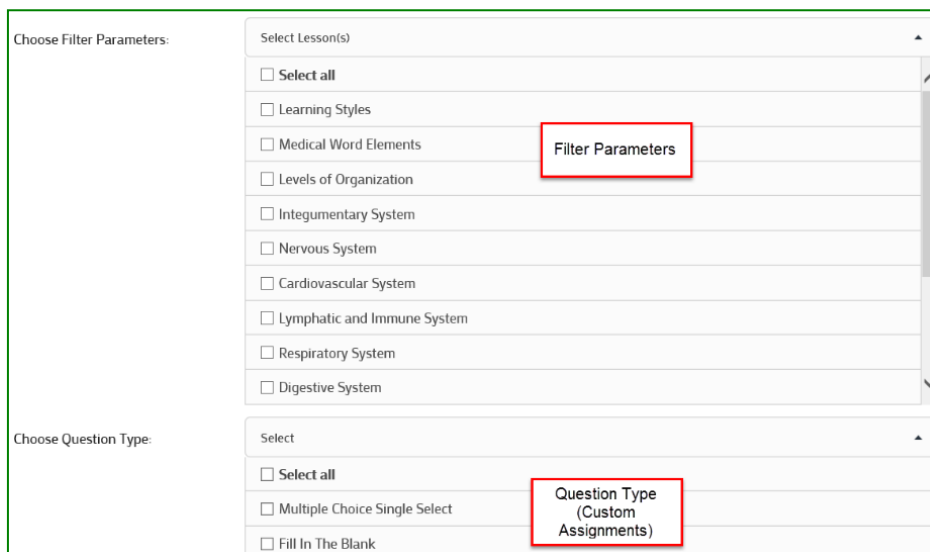 Choose Filter Parameters:
Select Lesson(s)
Select all
Learning Styles
Medical Word Elements
Filter Parameters
Levels of Organization
Integumentary System
Nervous System
Cardiovascular System
Lymphatic and Immune System
Respiratory System
Digestive System
Choose Question Type:
Select
Select all
Multiple Choice Single Select
Question Type
(Custom
Assignments)
Fill In The Blank